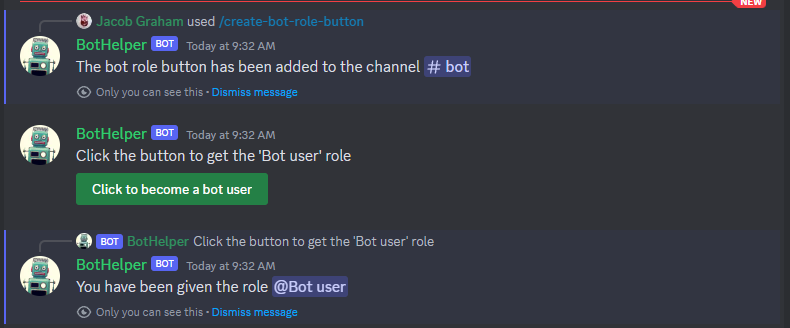 NEW
Jacob Graham used /create-bot-role-button
BotHelper BOT Today at 9:32 AM
The bot role button has been added to the channel # bot
Only you can see this • Dismiss message
BotHelper BOT Today at 9:32 AM
Click the button to get the 'Bot user' role
Click to become a bot user
BOT BotHelper Click the button to get the 'Bot user' role
BotHelper BOT Today at 9:32 AM
You have been given the role @Bot user
Only you can see this • Dismiss message